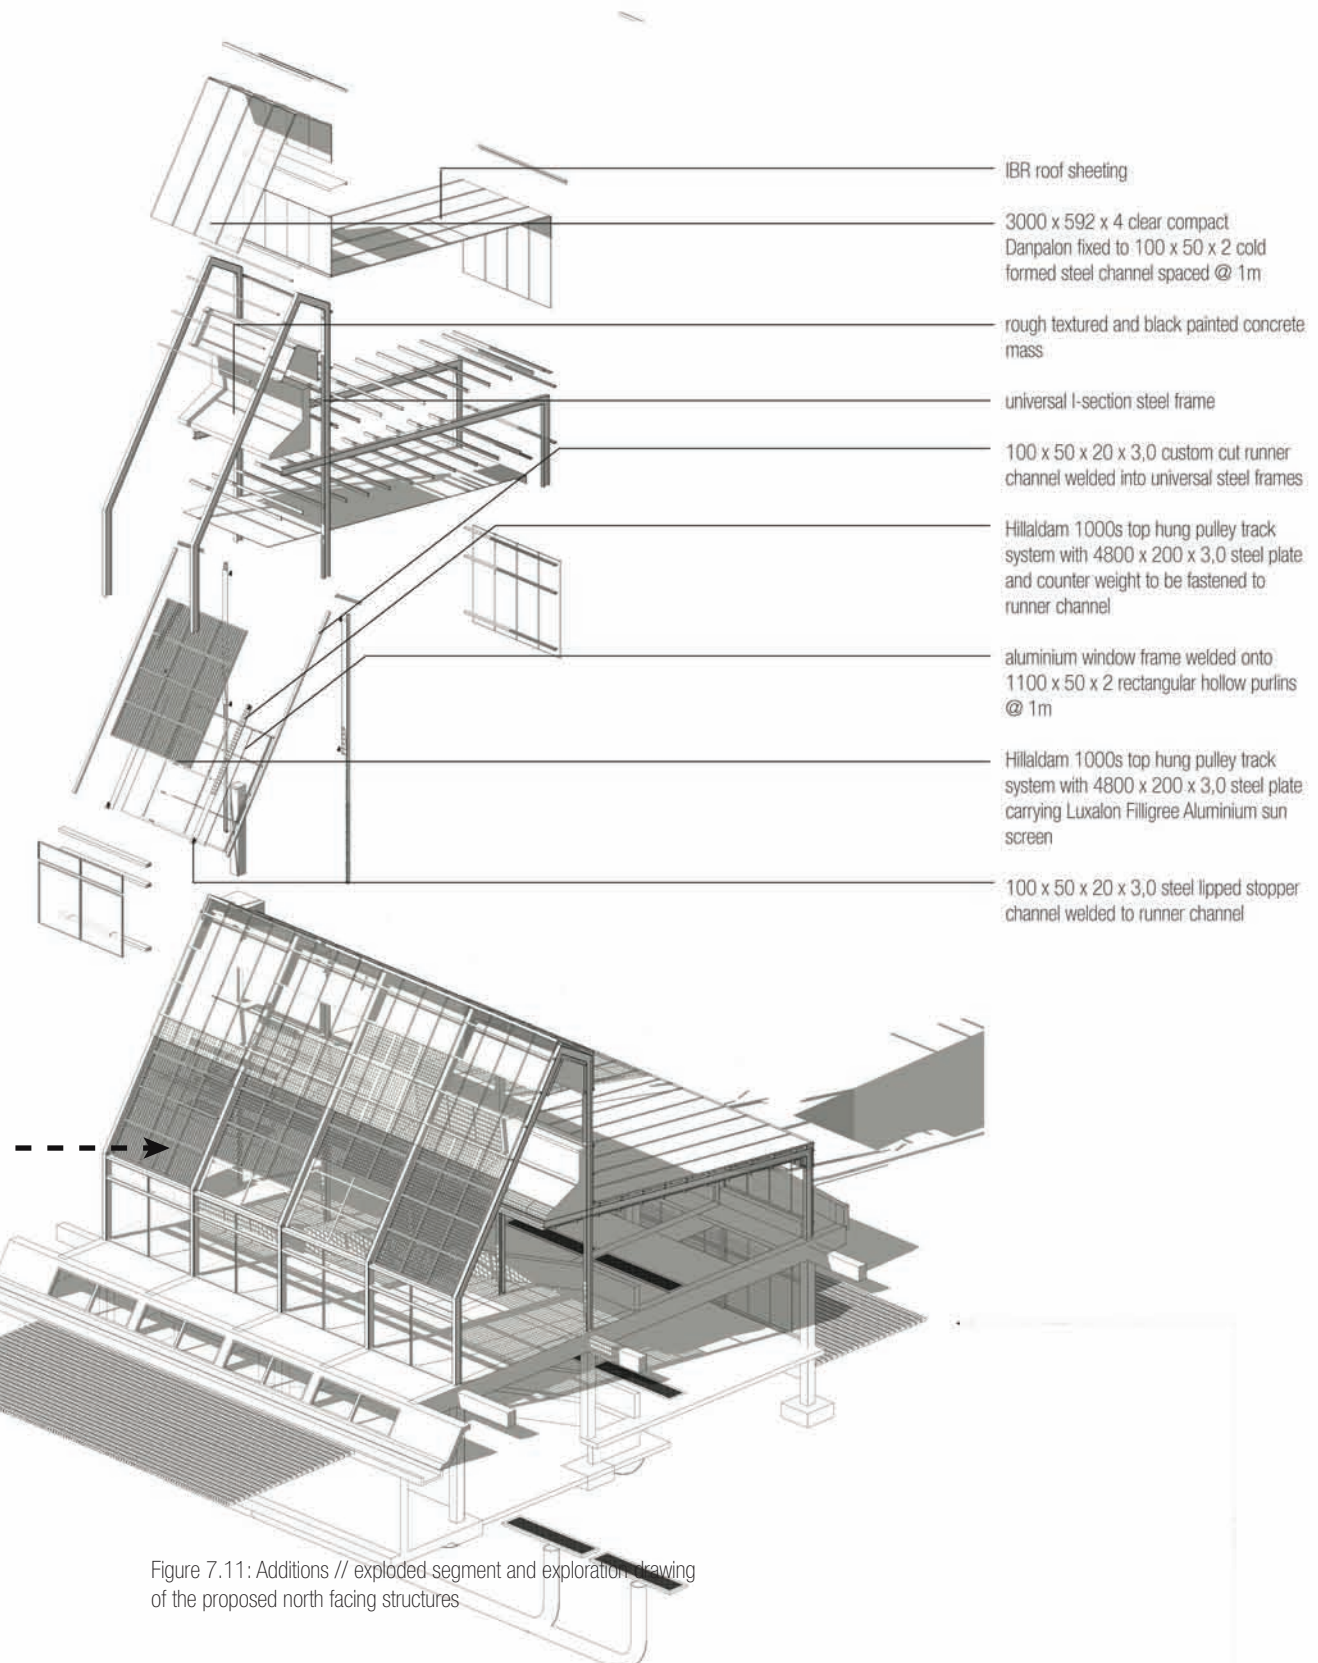 IBR roof sheeting
3000 x 592 x 4 clear compact
Danpalon fixed to 100 x 50 x 2 cold
formed steel channel spaced @ 1m
rough textured and black painted concrete
mass
universal I-section steel frame
100 x 50 x 20 x 3,0 custom cut runner
channel welded into universal steel frames
Hillaldam 1000s top hung pulley track
system with 4800 x 200 x 3,0 steel plate
and counter weight to be fastened to
runner channel
aluminium window frame welded onto
1100 x 50 x 2 rectangular hollow purlins
@ 1m
Hillaldam 1000s top hung pulley track
system with 4800 x 200 x 3,0 steel plate
carrying Luxalon Filligree Aluminium sun
screen
100 x 50 x 20 x 3,0 steel lipped stopper
channel welded to runner channel
Figure 7.11: Additions // exploded segment and exploration drawing
of the proposed north facing structures